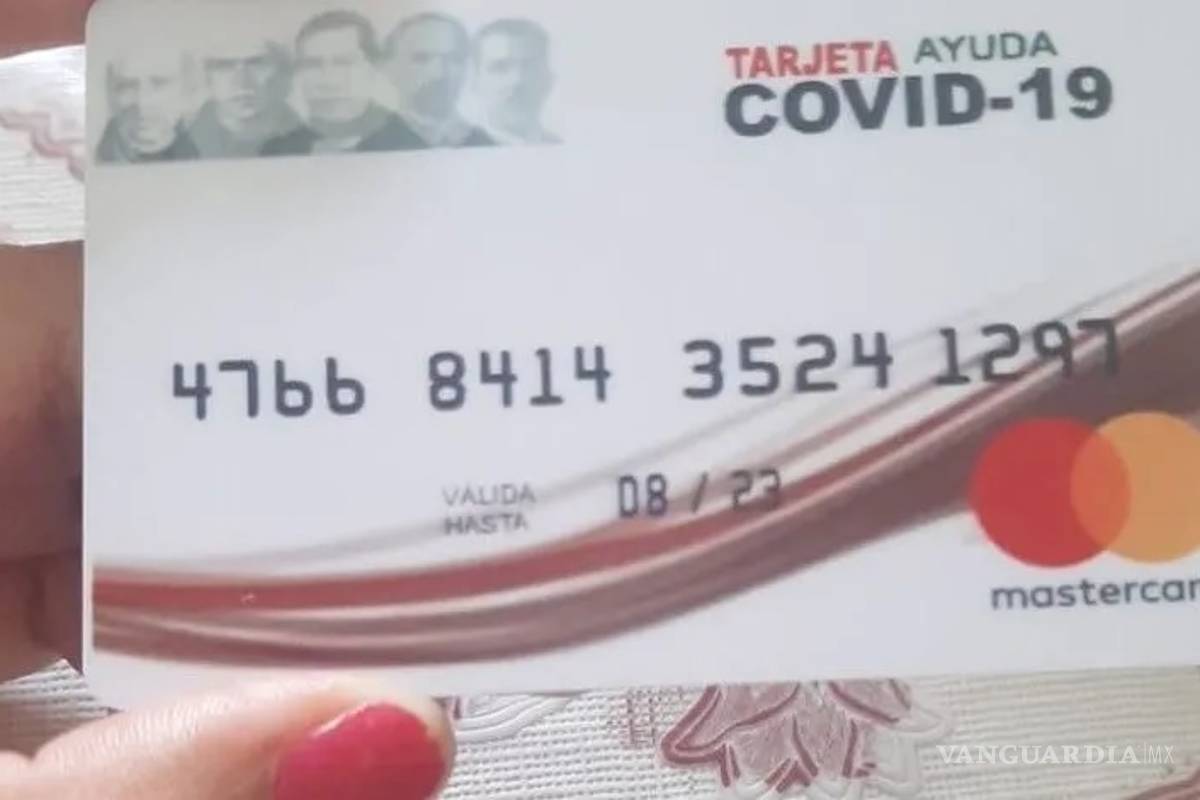 TARJETA AYUDA
COVID-19
4766 8414 3524 1297
VÁLIDA
HASTA
08 / 23
mastercar
VANGUARDIA MX